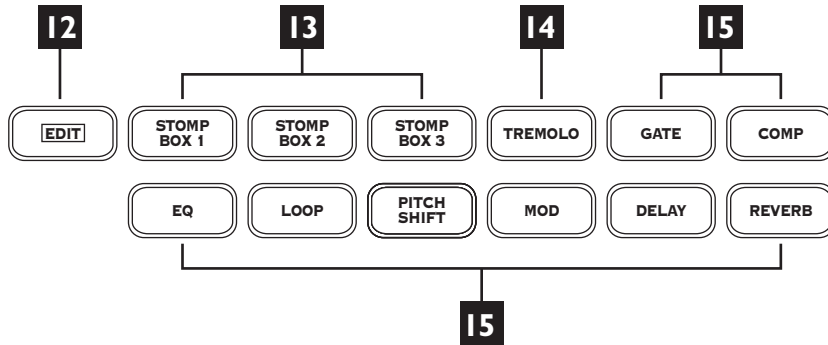 12 13 14 15
EDIT STOMP BOX 1 STOMP BOX 2 STOMP BOX 3 TREMOLO GATE COMP
EQ LOOP PITCH SHIFT MOD DELAY REVERB
15